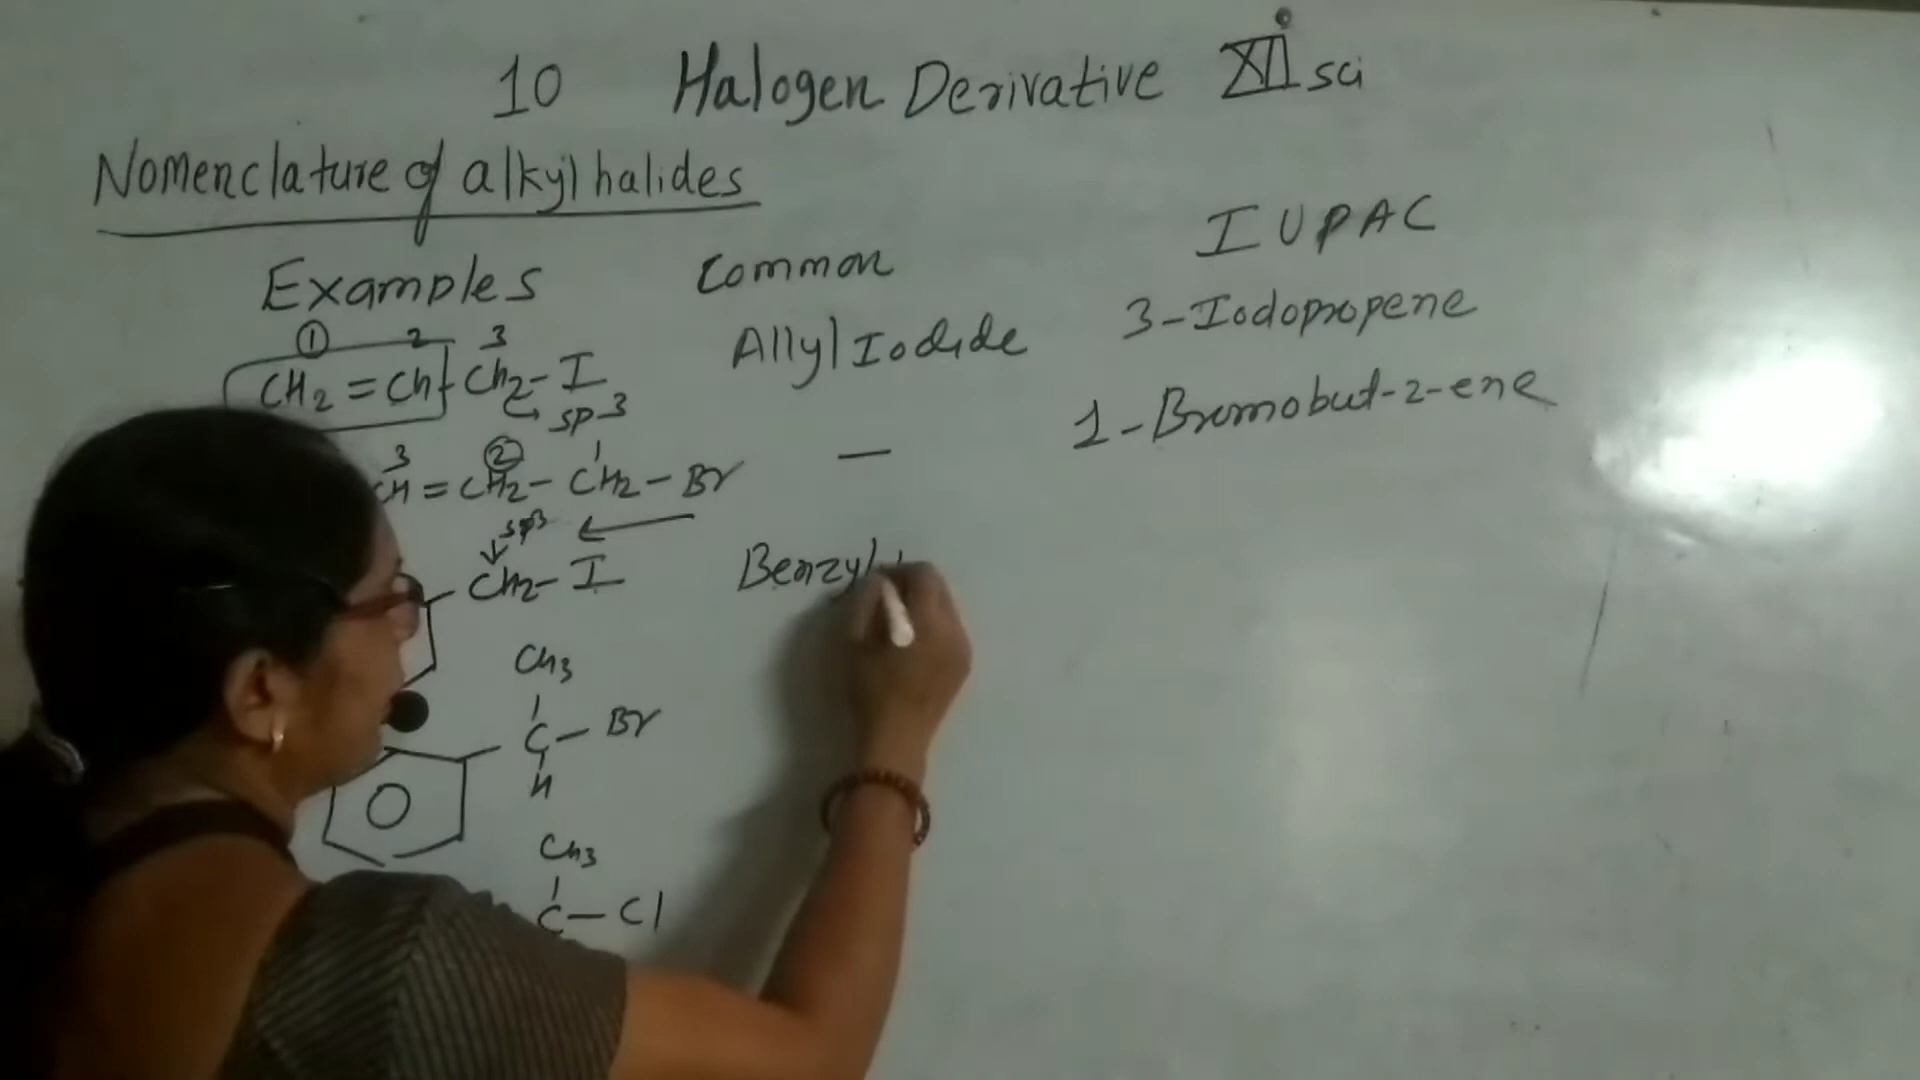 10 Halogen Derivative XII sci
Nomenclature of alkyl halides
Examples Common IUPAC
① 2 3
CH2 = CH - CH2 - I Allyl Iodide 3-Iodopropene
sp3
3 ② 1
CH = CH2 - CH2 - Br — 1-Bromobut-2-ene
sp3
CH2 - I Benzyl
CH3
C - Br
H
CH3
C - Cl